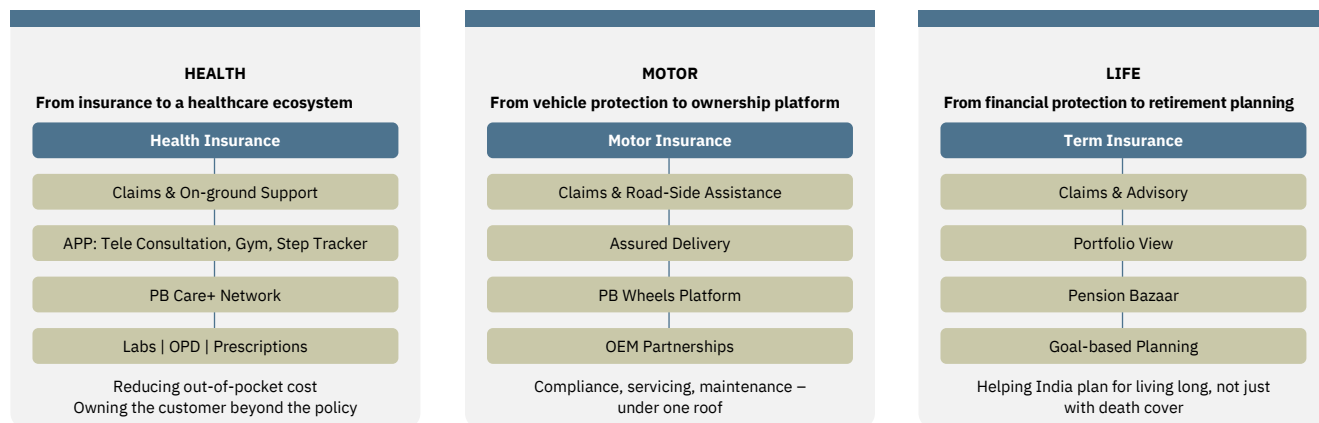 HEALTH
From insurance to a healthcare ecosystem
Health Insurance
Claims & On-ground Support
APP: Tele Consultation, Gym, Step Tracker
PB Care+ Network
Labs | OPD | Prescriptions
Reducing out-of-pocket cost
Owning the customer beyond the policy
MOTOR
From vehicle protection to ownership platform
Motor Insurance
Claims & Road-Side Assistance
Assured Delivery
PB Wheels Platform
OEM Partnerships
Compliance, servicing, maintenance –
under one roof
LIFE
From financial protection to retirement planning
Term Insurance
Claims & Advisory
Portfolio View
Pension Bazaar
Goal-based Planning
Helping India plan for living long, not just
with death cover